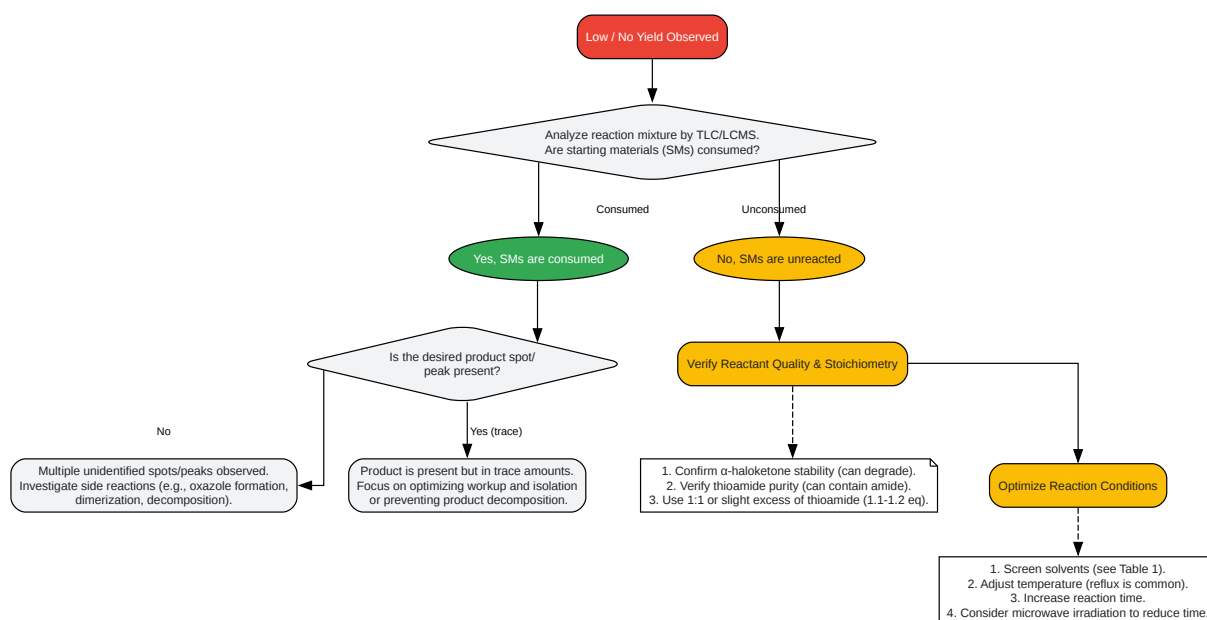 Low / No Yield Observed
Analyze reaction mixture by TLC/LCMS.
Are starting materials (SMs) consumed?
Consumed
Unconsumed
Yes, SMs are consumed
No, SMs are unreacted
Is the desired product spot/
peak present?
Verify Reactant Quality & Stoichiometry
No
Yes (trace)
Multiple unidentified spots/peaks observed.
Investigate side reactions (e.g., oxazole formation,
dimerization, decomposition).
Product is present but in trace amounts.
Focus on optimizing workup and isolation
or preventing product decomposition.
1. Confirm α-haloketone stability (can degrade).
2. Verify thioamide purity (can contain amide).
3. Use 1:1 or slight excess of thioamide (1.1-1.2 eq).
Optimize Reaction Conditions
1. Screen solvents (see Table 1).
2. Adjust temperature (reflux is common).
3. Increase reaction time.
4. Consider microwave irradiation to reduce time.